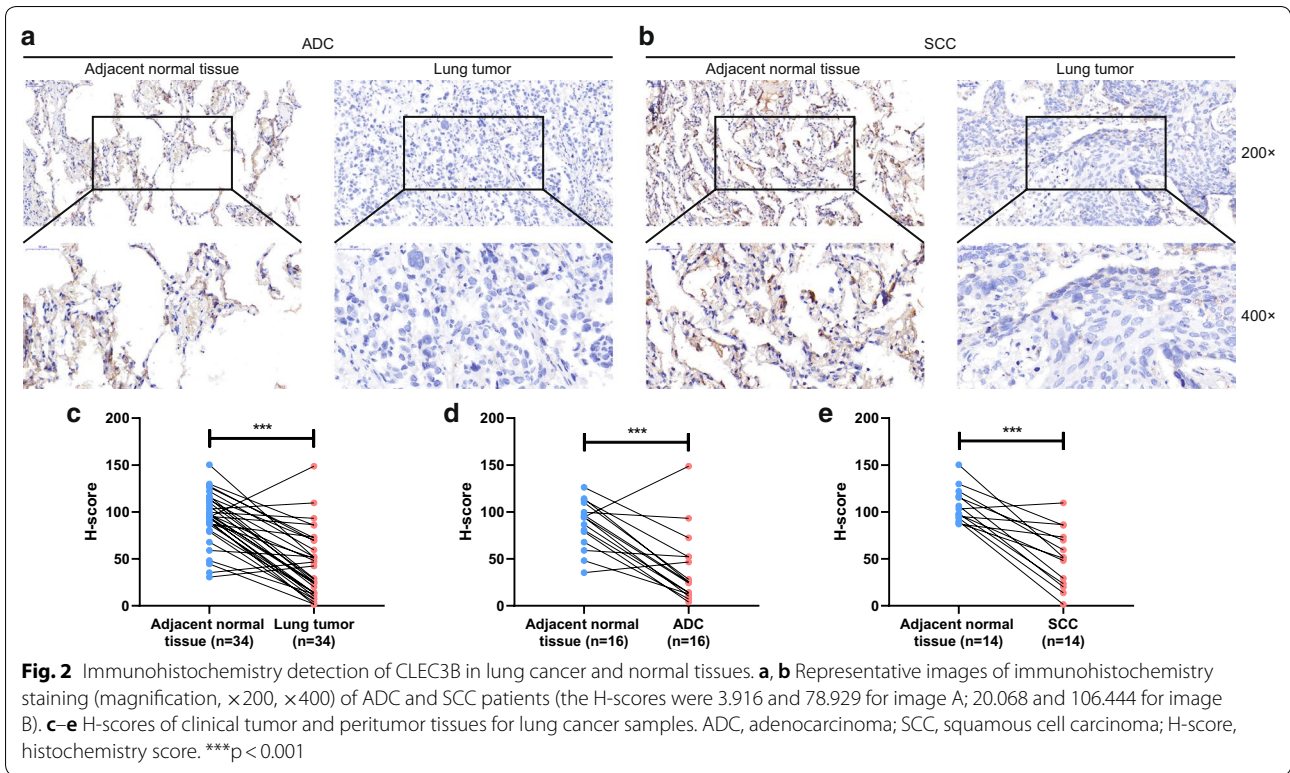 a
ADC
Adjacent normal tissue
Lung tumor
b
SCC
Adjacent normal tissue
Lung tumor
200×
400×
c
H-score
200
150
100
50
0
***
Adjacent normal
tissue (n=34)
Lung tumor
(n=34)
d
H-score
200
150
100
50
0
***
Adjacent normal
tissue (n=16)
ADC
(n=16)
e
H-score
200
150
100
50
0
***
Adjacent normal
tissue (n=14)
SCC
(n=14)
Fig. 2 Immunohistochemistry detection of CLEC3B in lung cancer and normal tissues. a, b Representative images of immunohistochemistry
staining (magnification, ×200, ×400) of ADC and SCC patients (the H-scores were 3.916 and 78.929 for image A; 20.068 and 106.444 for image
B). c–e H-scores of clinical tumor and peritumor tissues for lung cancer samples. ADC, adenocarcinoma; SCC, squamous cell carcinoma; H-score,
histochemistry score. ***p < 0.001